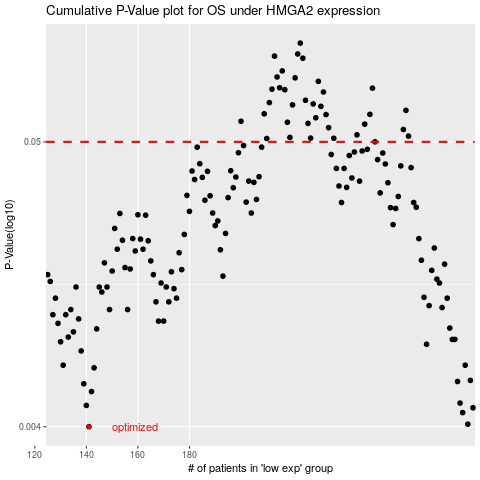 Cumulative P-Value plot for OS under HMGA2 expression
P-Value(log10)
0.05
0.004
optimized
120 140 160 180
# of patients in 'low exp' group